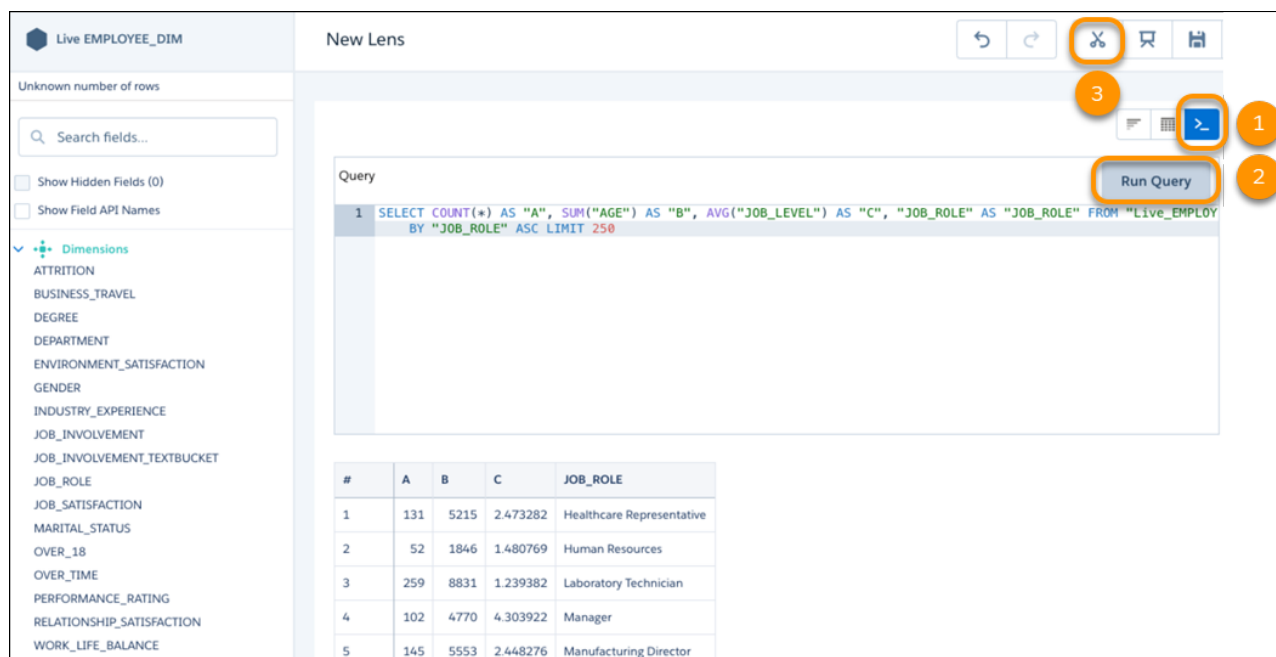 Live EMPLOYEE_DIM
New Lens
Unknown number of rows
3
Search fields...
>_
1
Show Hidden Fields (0)
Show Field API Names
Query
Run Query
2
1 SELECT COUNT(*) AS "A", SUM("AGE") AS "B", AVG("JOB_LEVEL") AS "C", "JOB_ROLE" AS "JOB_ROLE" FROM "Live_EMPLOY
BY "JOB_ROLE" ASC LIMIT 250
Dimensions
ATTRITION
BUSINESS_TRAVEL
DEGREE
DEPARTMENT
ENVIRONMENT_SATISFACTION
GENDER
INDUSTRY_EXPERIENCE
JOB_INVOLVEMENT
JOB_INVOLVEMENT_TEXTBUCKET
JOB_ROLE
JOB_SATISFACTION
MARITAL_STATUS
OVER_18
OVER_TIME
PERFORMANCE_RATING
RELATIONSHIP_SATISFACTION
WORK_LIFE_BALANCE
# A B C JOB_ROLE
1 131 5215 2.473282 Healthcare Representative
2 52 1846 1.480769 Human Resources
3 259 8831 1.239382 Laboratory Technician
4 102 4770 4.303922 Manager
5 145 5553 2.448276 Manufacturing Director